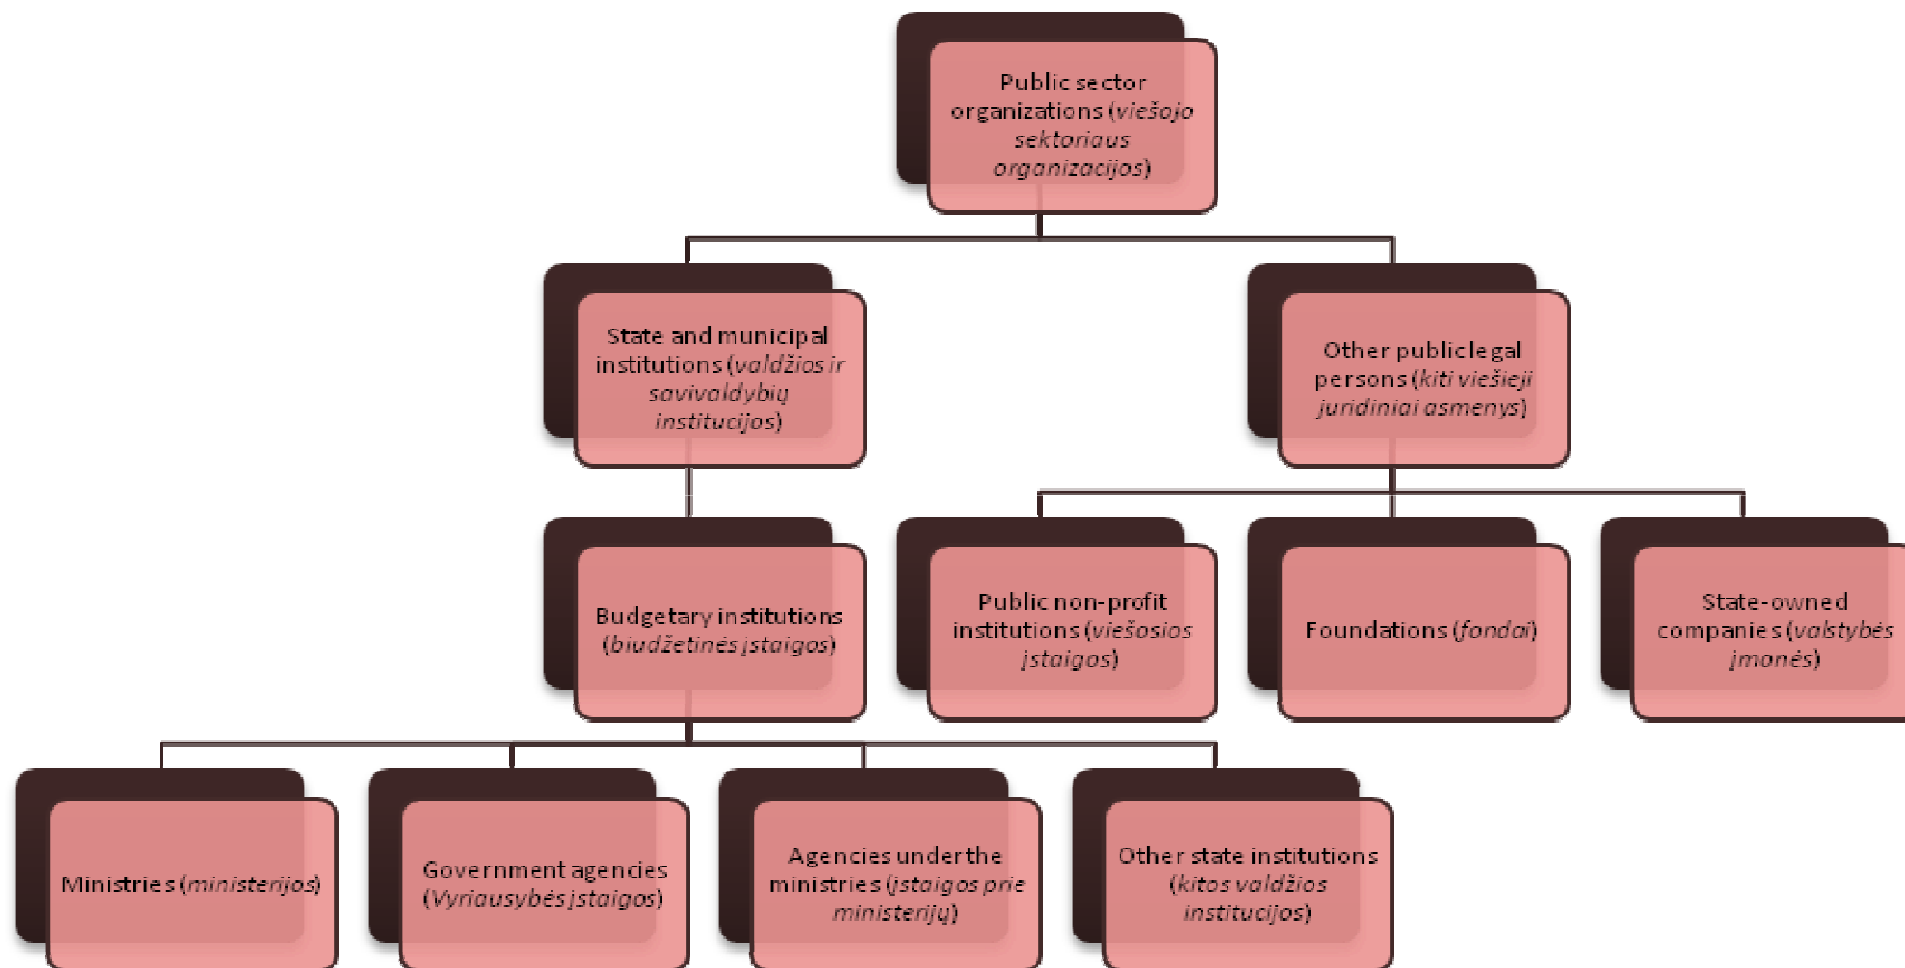 Public sector
organizations (viešojo
sektoriaus
organizacijos)
State and municipal
institutions (valdžios ir
savivaldybių
institucijos)
Other public legal
persons (kiti viešieji
juridiniai asmenys)
Budgetary institutions
(biudžetinės įstaigos)
Public non-profit
institutions (viešosios
įstaigos)
Foundations (fondai)
State-owned
companies (valstybės
įmonės)
Ministries (ministerijos)
Government agencies
(Vyriausybės įstaigos)
Agencies under the
ministries (įstaigos prie
ministerijų)
Other state institutions
(kitos valdžios
institucijos)